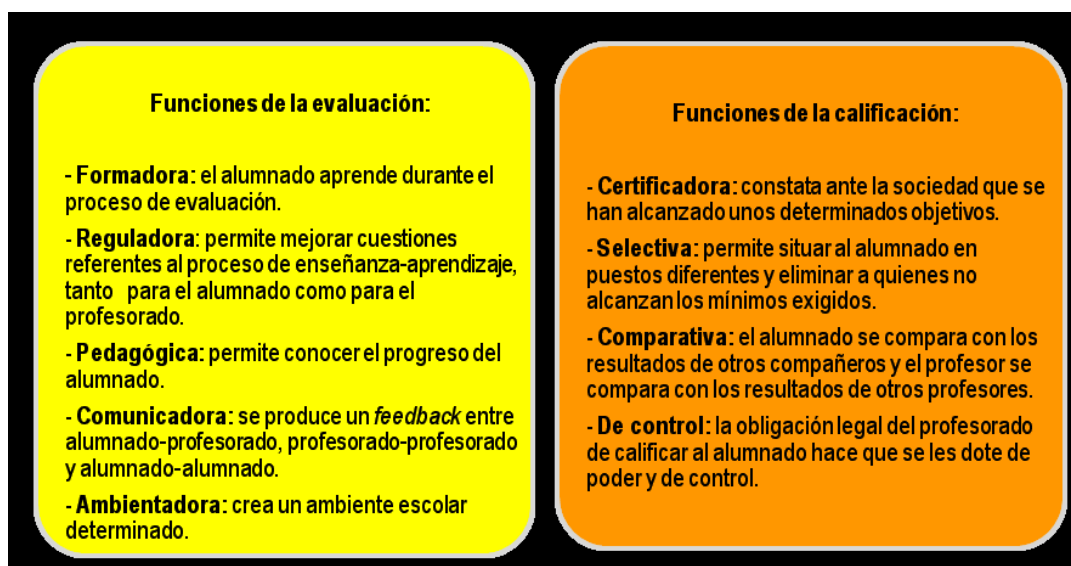 Funciones de la evaluación:
- Formadora: el alumnado aprende durante el
proceso de evaluación.
- Reguladora: permite mejorar cuestiones
referentes al proceso de enseñanza-aprendizaje,
tanto para el alumnado como para el
profesorado.
- Pedagógica: permite conocer el progreso del
alumnado.
- Comunicadora: se produce un feedback entre
alumnado-profesorado, profesorado-profesorado
y alumnado-alumnado.
- Ambientadora: crea un ambiente escolar
determinado.
Funciones de la calificación:
- Certificadora: constata ante la sociedad que se
han alcanzado unos determinados objetivos.
- Selectiva: permite situar al alumnado en
puestos diferentes y eliminar a quienes no
alcanzan los mínimos exigidos.
- Comparativa: el alumnado se compara con los
resultados de otros compañeros y el profesor se
compara con los resultados de otros profesores.
- De control: la obligación legal del profesorado
de calificar al alumnado hace que se les dote de
poder y de control.